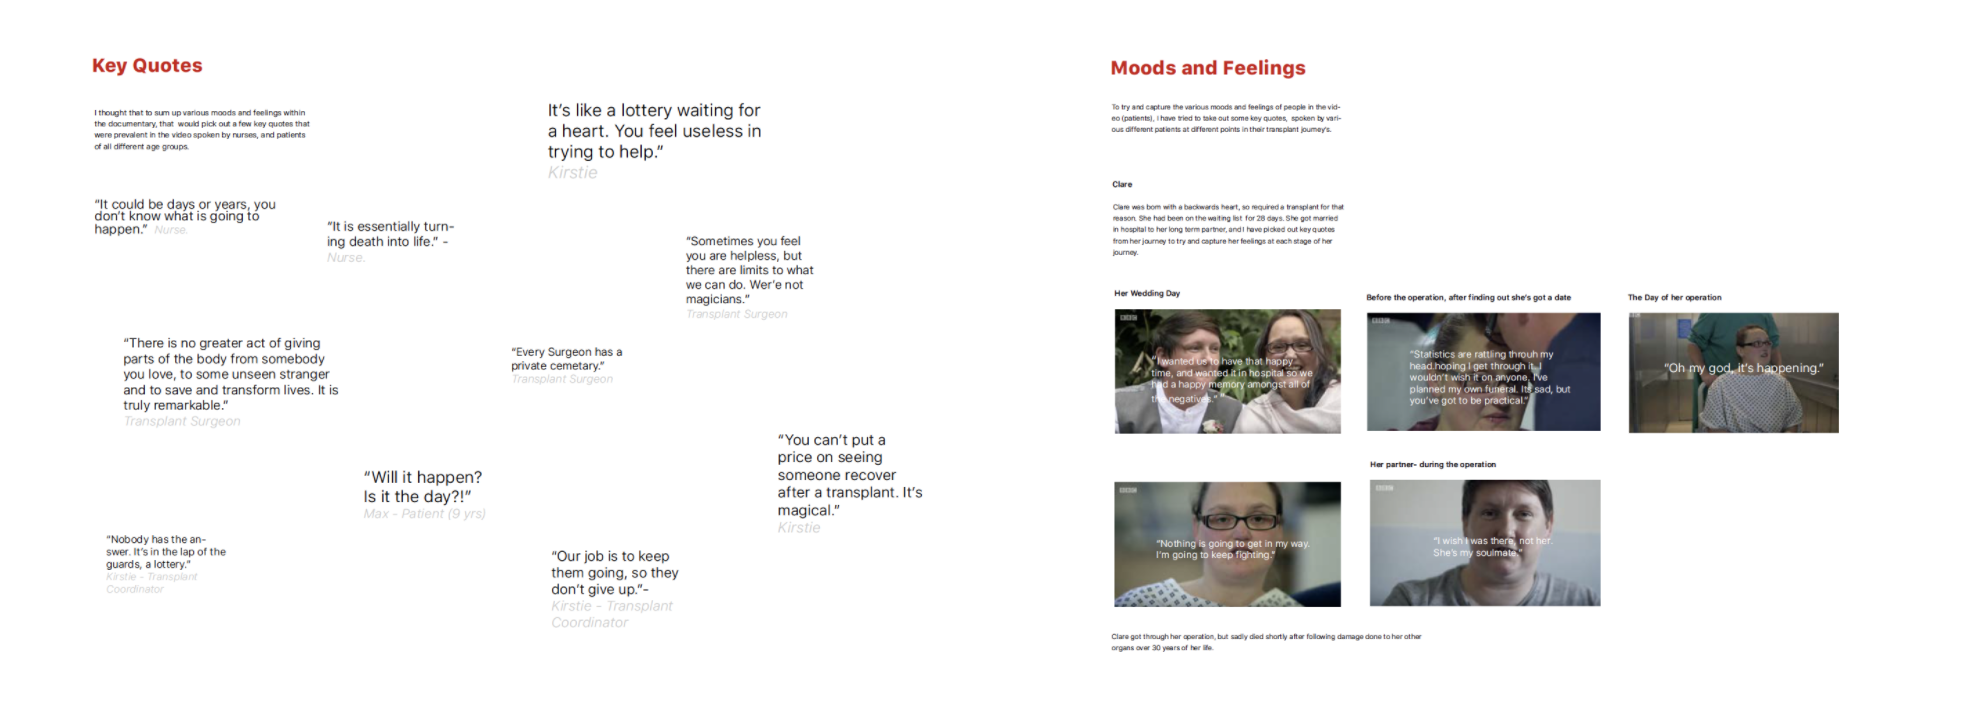 Key Quotes
I thought that to sum up various moods and feelings within
the documentary, that would pick out a few key quotes that
were prevalent in the video spoken by nurses, and patients
of all different age groups.
It's like a lottery waiting for
a heart. You feel useless in
trying to help."
Kirstie
"It could be days or years, you
don't know what is going to
happen." Nurse.
"It is essentially turn-
ing death into life." -
Nurse.
"Sometimes you feel
you are helpless, but
there are limits to what
we can do. Wer'e not
magicians."
Transplant Surgeon
"There is no greater act of giving
parts of the body from somebody
you love, to some unseen stranger
and to save and transform lives. It is
truly remarkable."
Transplant Surgeon
"Every Surgeon has a
private cemetary."
Transplant Surgeon
"You can't put a
price on seeing
someone recover
after a transplant. It's
magical."
Kirstie
"Will it happen?
Is it the day?!"
Max - Patient (9 yrs)
"Nobody has the an-
swer. It's in the lap of the
guards, a lottery."
Kirstie - Transplant
Coordinator
"Our job is to keep
them going, so they
don't give up."-
Kirstie - Transplant
Coordinator
Moods and Feelings
To try and capture the various moods and feelings of people in the vid-
eo (patients), I have tried to take out some key quotes, spoken by vari-
ous different patients at different points in their transplant journey's.
Clare
Clare was born with a backwards heart, so required a transplant for that
reason. She had been on the waiting list for 28 days. She got married
in hospital to her long term partner, and I have picked out key quotes
from her journey to try and capture her feelings at each stage of her
journey.
Her Wedding Day
BBC
"I wanted us to have that happy
time, and wanted it in hospital so we
had a happy memory amongst all of
the negatives." "
Before the operation, after finding out she's got a date
BBC
"Statistics are rattling throuh my
head.hoping I get through it. I
wouldn't wish it on anyone. I've
planned my own funeral. Its sad, but
you've got to be practical."
The Day of her operation
BBC
"Oh my god, it's happening."
BBC
"Nothing is going to get in my way.
I'm going to keep fighting."
Her partner- during the operation
BBC
"I wish I was there, not her.
She's my soulmate."
Clare got through her operation, but sadly died shortly after following damage done to her other
organs over 30 years of her life.